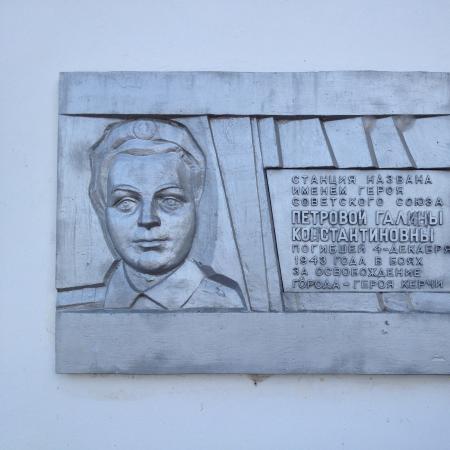 СТАНЦИЯ НАЗВАНА
ИМЕНЕМ ГЕРОЯ
СОВЕТСКОГО СОЮЗА
ПЕТРОВОЙ ГАЛИНЫ
КОНСТАНТИНОВНЫ
ПОГИБШЕЙ 4-ДЕКАБРЯ
1943 ГОДА В БОЯХ
ЗА ОСВОБОЖДЕНИЕ
ГОРОДА-ГЕРОЯ КЕРЧИ